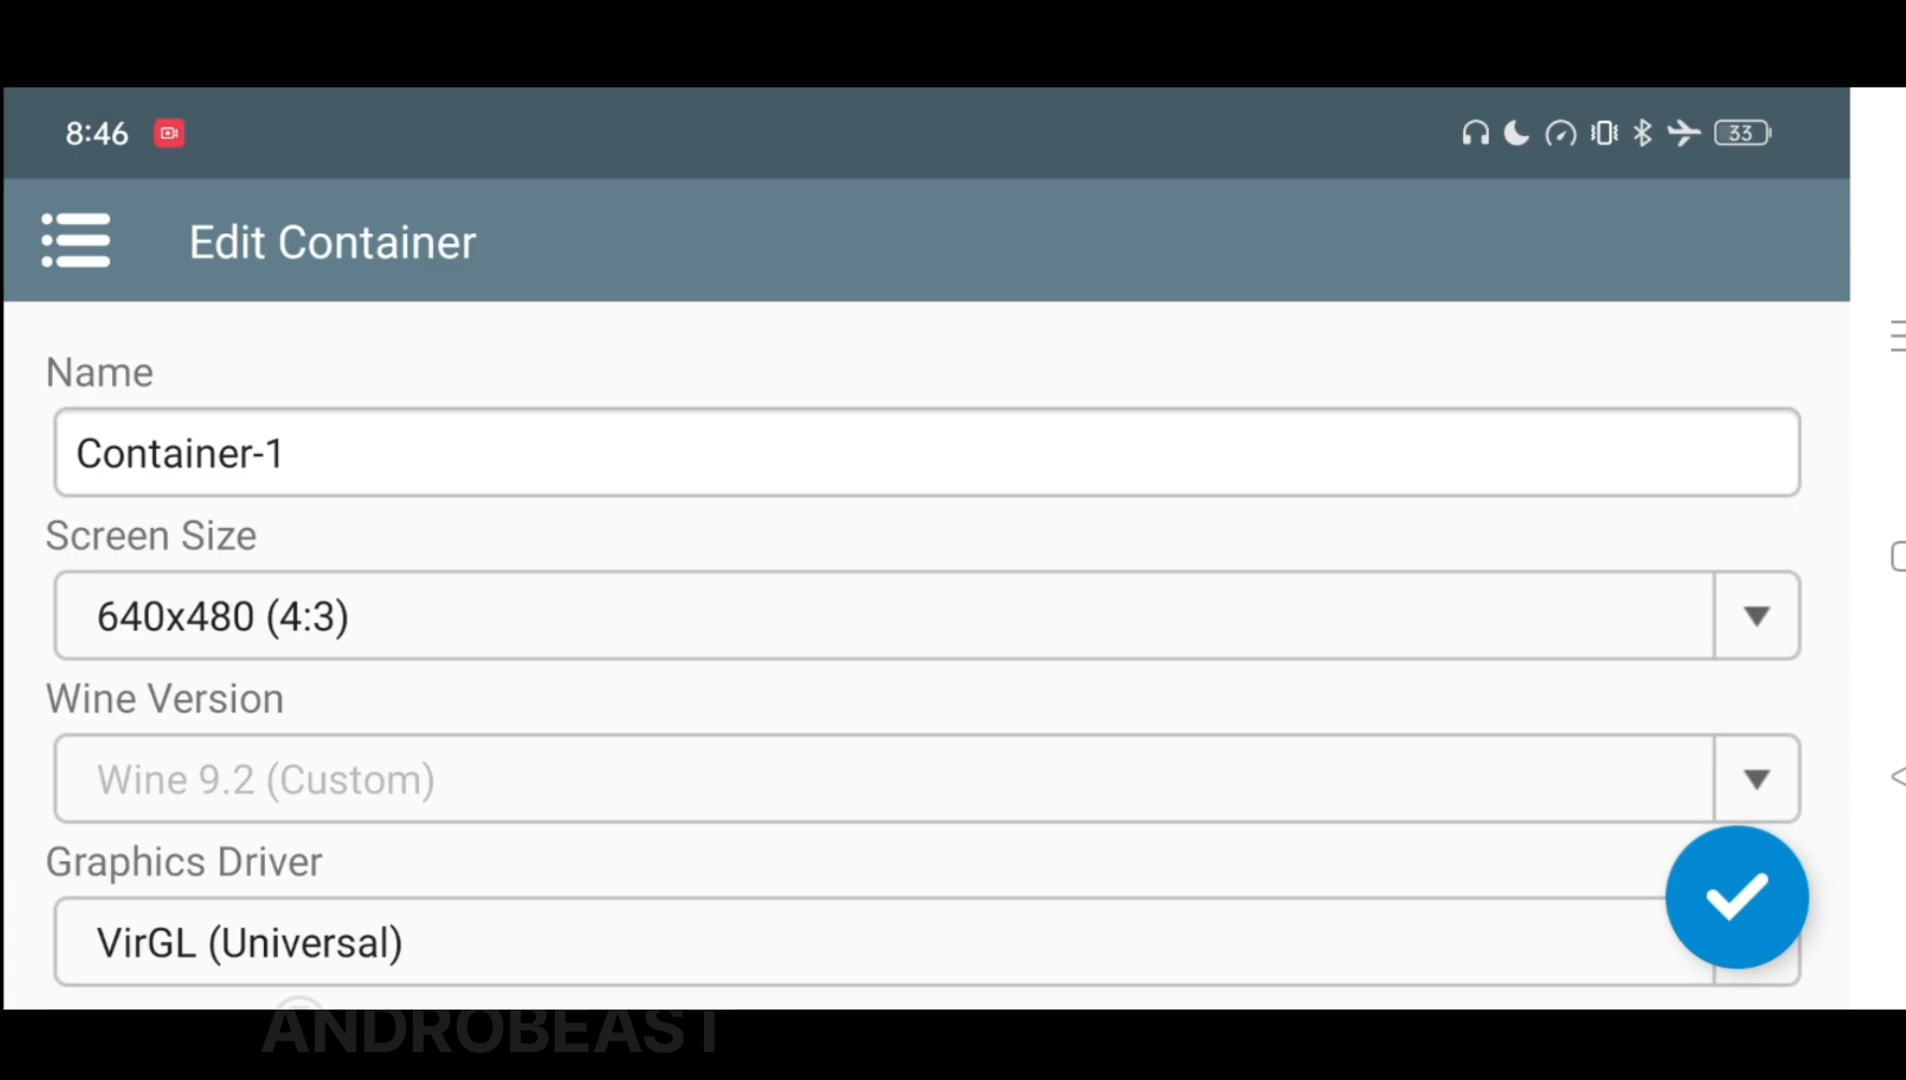 8:46
33
Edit Container
Name
Container-1
Screen Size
640x480 (4:3)
Wine Version
Wine 9.2 (Custom)
Graphics Driver
VirGL (Universal)
ANDROBEAST